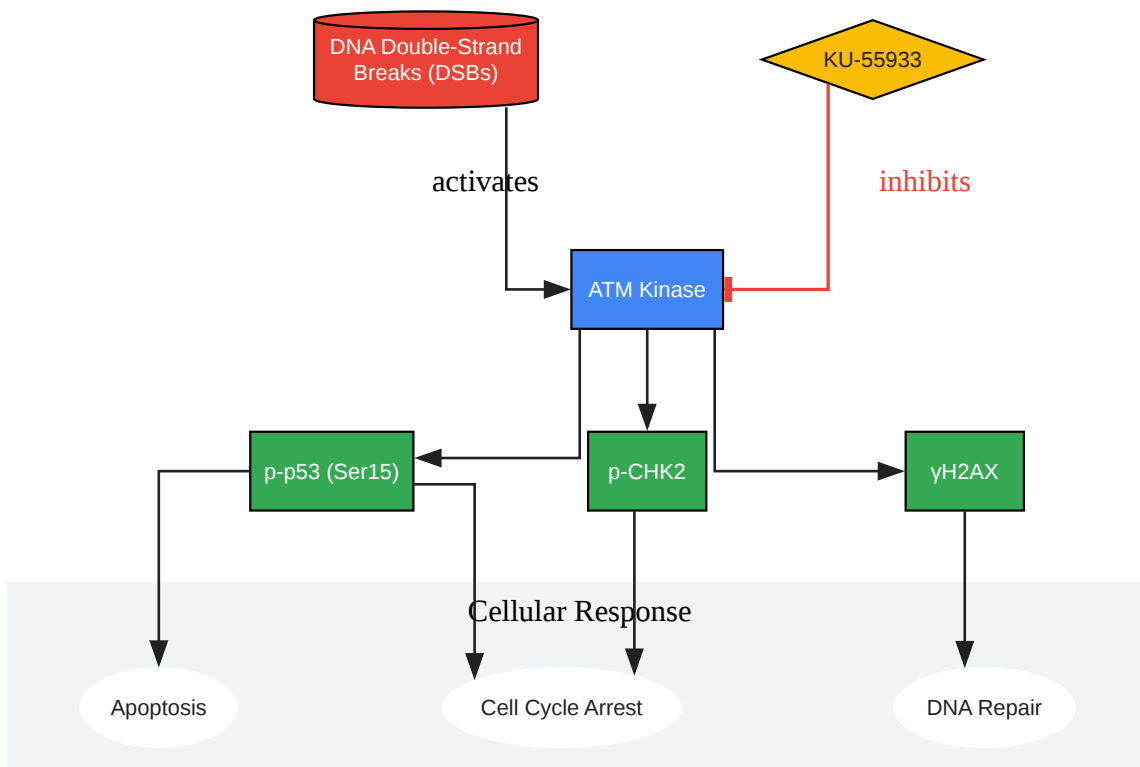 DNA Double-Strand
Breaks (DSBs)
KU-55933
activates
inhibits
ATM Kinase
p-p53 (Ser15)
p-CHK2
γH2AX
Cellular Response
Apoptosis
Cell Cycle Arrest
DNA Repair